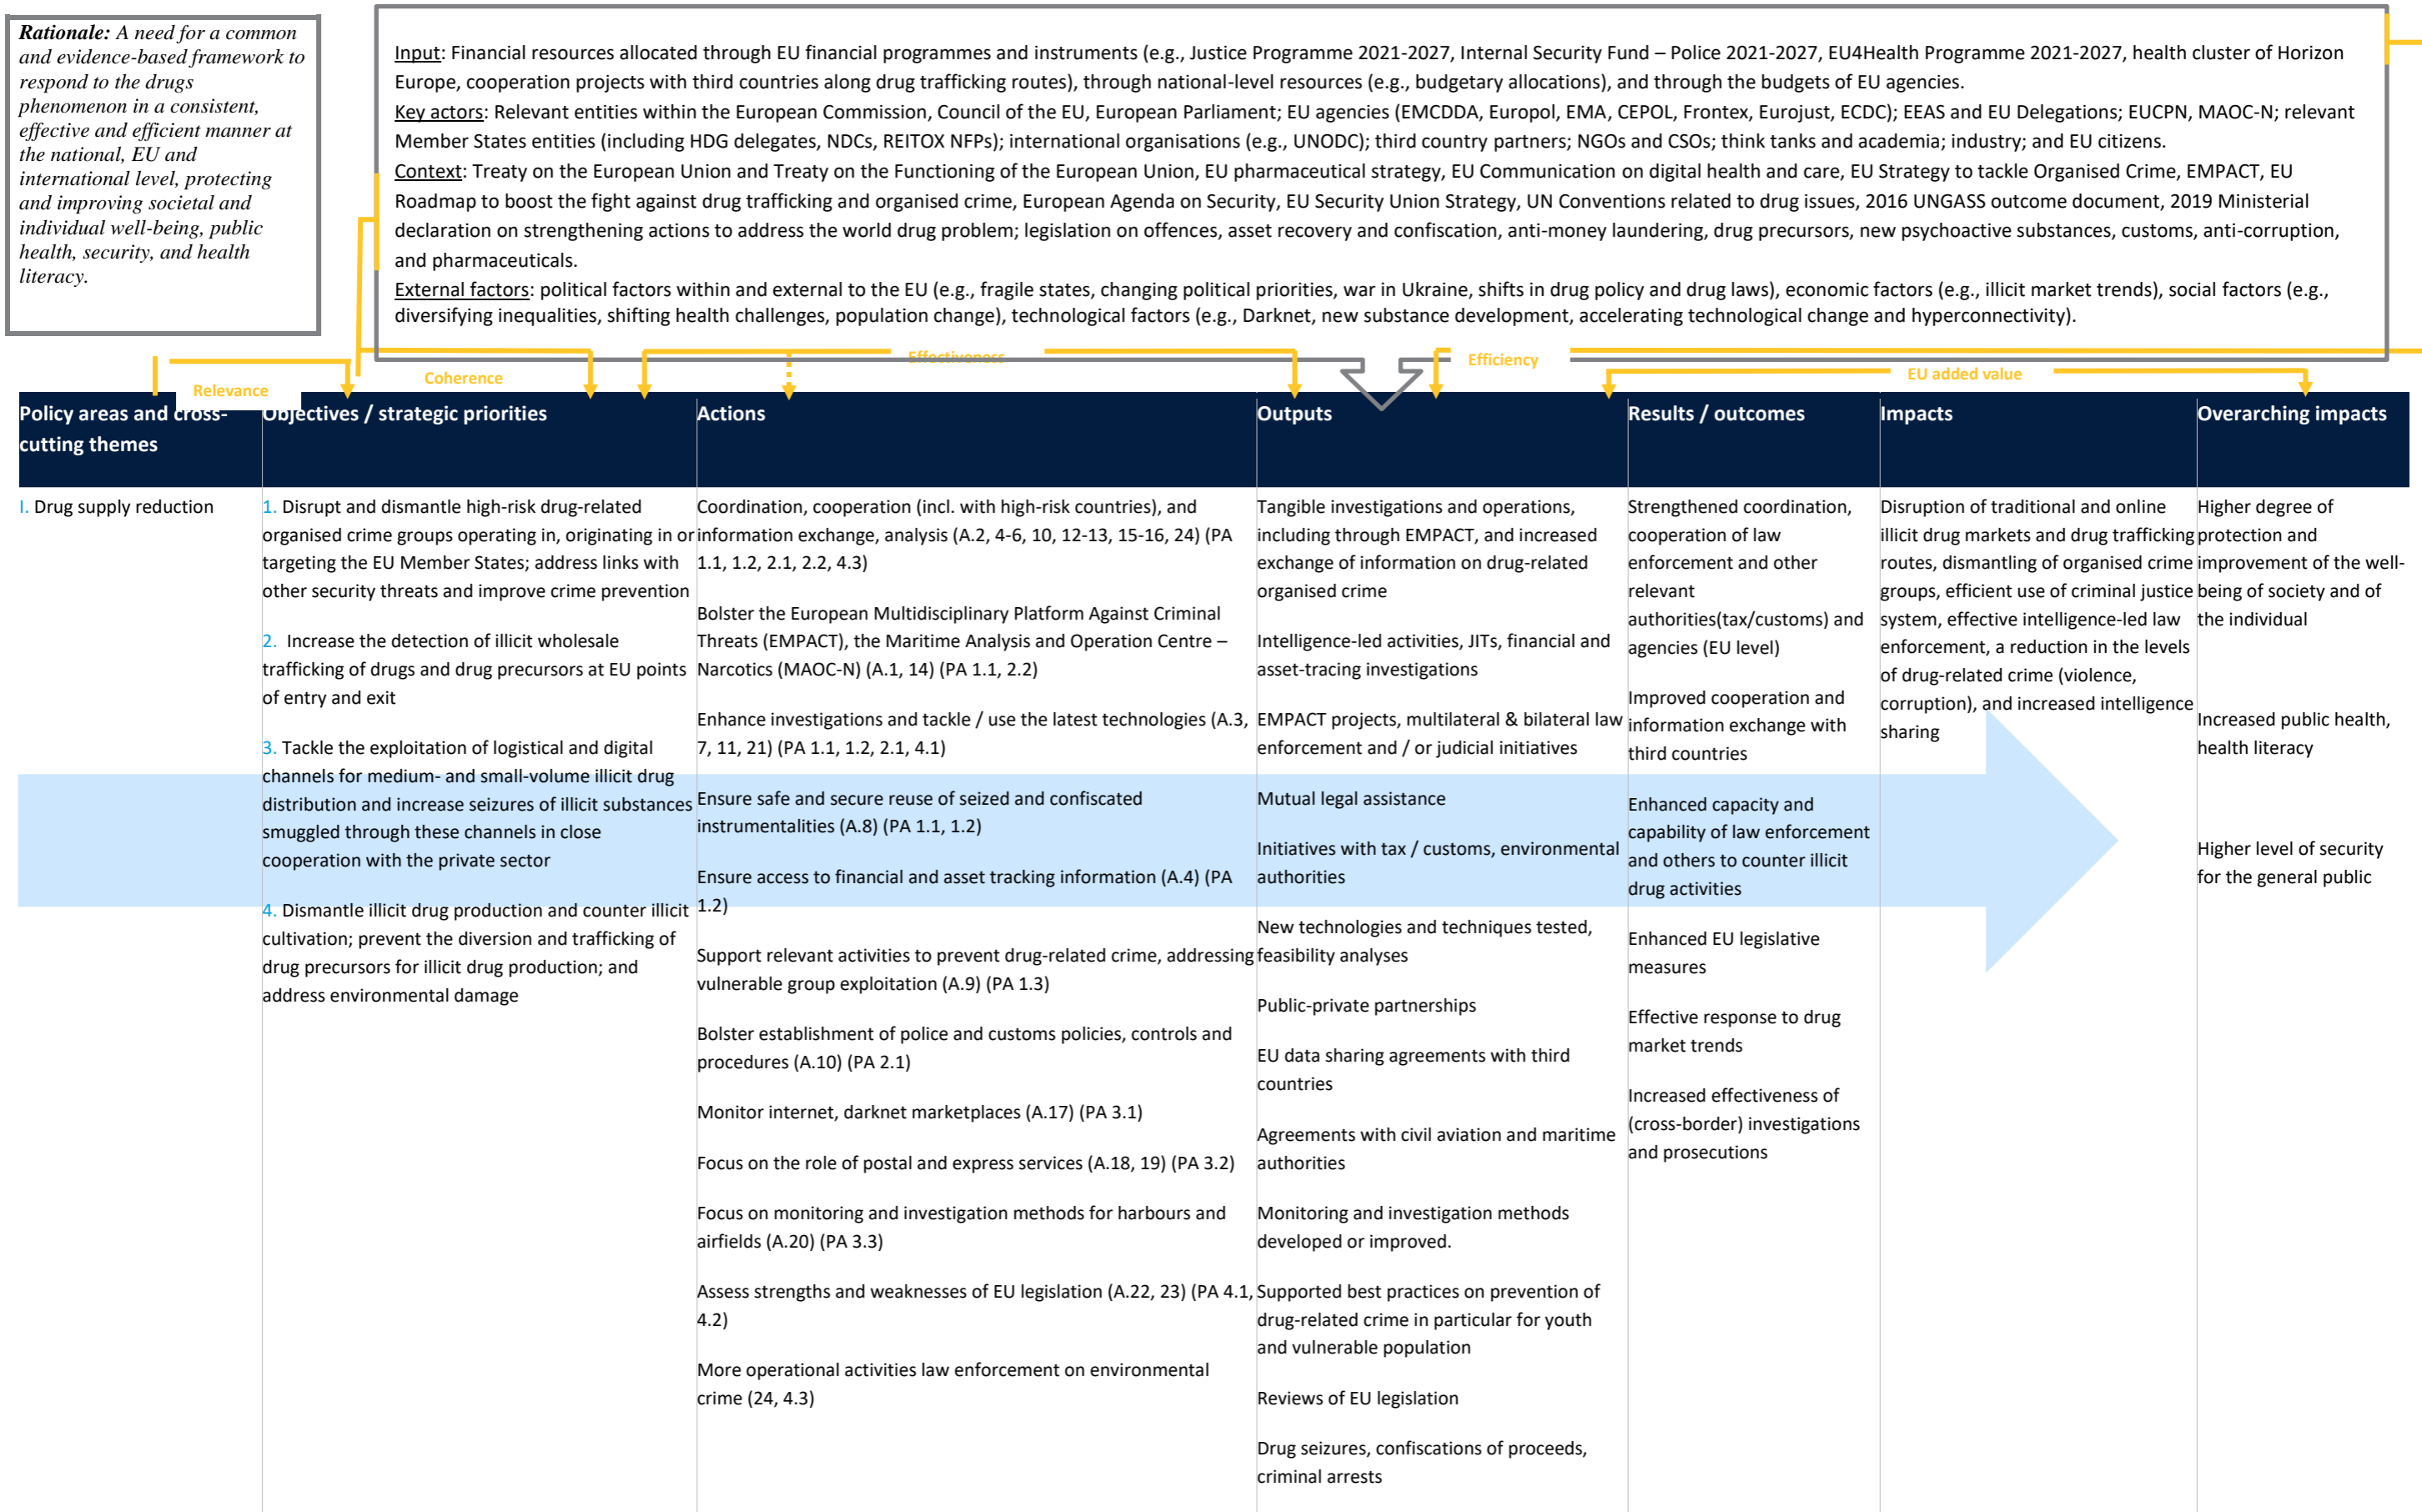 Rationale: A need for a common
and evidence-based framework to
respond to the drugs
phenomenon in a consistent,
effective and efficient manner at
the national, EU and
international level, protecting
and improving societal and
individual well-being, public
health, security, and health
literacy.
Input: Financial resources allocated through EU financial programmes and instruments (e.g., Justice Programme 2021-2027, Internal Security Fund – Police 2021-2027, EU4Health Programme 2021-2027, health cluster of Horizon
Europe, cooperation projects with third countries along drug trafficking routes), through national-level resources (e.g., budgetary allocations), and through the budgets of EU agencies.
Key actors: Relevant entities within the European Commission, Council of the EU, European Parliament; EU agencies (EMCDDA, Europol, EMA, CEPOL, Frontex, Eurojust, ECDC); EEAS and EU Delegations; EUCPN, MAOC-N; relevant
Member States entities (including HDG delegates, NDCs, REITOX NFPs); international organisations (e.g., UNODC); third country partners; NGOs and CSOs; think tanks and academia; industry; and EU citizens.
Context: Treaty on the European Union and Treaty on the Functioning of the European Union, EU pharmaceutical strategy, EU Communication on digital health and care, EU Strategy to tackle Organised Crime, EMPACT, EU
Roadmap to boost the fight against drug trafficking and organised crime, European Agenda on Security, EU Security Union Strategy, UN Conventions related to drug issues, 2016 UNGASS outcome document, 2019 Ministerial
declaration on strengthening actions to address the world drug problem; legislation on offences, asset recovery and confiscation, anti-money laundering, drug precursors, new psychoactive substances, customs, anti-corruption,
and pharmaceuticals.
External factors: political factors within and external to the EU (e.g., fragile states, changing political priorities, war in Ukraine, shifts in drug policy and drug laws), economic factors (e.g., illicit market trends), social factors (e.g.,
diversifying inequalities, shifting health challenges, population change), technological factors (e.g., Darknet, new substance development, accelerating technological change and hyperconnectivity).
Relevance
Coherence
Effectiveness
Efficiency
EU added value
Policy areas and cross-
cutting themes
Objectives / strategic priorities
Actions
Outputs
Results / outcomes
Impacts
Overarching impacts
I. Drug supply reduction
1. Disrupt and dismantle high-risk drug-related
organised crime groups operating in, originating in or
targeting the EU Member States; address links with
other security threats and improve crime prevention
2. Increase the detection of illicit wholesale
trafficking of drugs and drug precursors at EU points
of entry and exit
3. Tackle the exploitation of logistical and digital
channels for medium- and small-volume illicit drug
distribution and increase seizures of illicit substances
smuggled through these channels in close
cooperation with the private sector
4. Dismantle illicit drug production and counter illicit
cultivation; prevent the diversion and trafficking of
drug precursors for illicit drug production; and
address environmental damage
Coordination, cooperation (incl. with high-risk countries), and
information exchange, analysis (A.2, 4-6, 10, 12-13, 15-16, 24) (PA
1.1, 1.2, 2.1, 2.2, 4.3)
Bolster the European Multidisciplinary Platform Against Criminal
Threats (EMPACT), the Maritime Analysis and Operation Centre –
Narcotics (MAOC-N) (A.1, 14) (PA 1.1, 2.2)
Enhance investigations and tackle / use the latest technologies (A.3,
7, 11, 21) (PA 1.1, 1.2, 2.1, 4.1)
Ensure safe and secure reuse of seized and confiscated
instrumentalities (A.8) (PA 1.1, 1.2)
Ensure access to financial and asset tracking information (A.4) (PA
1.2)
Support relevant activities to prevent drug-related crime, addressing
vulnerable group exploitation (A.9) (PA 1.3)
Bolster establishment of police and customs policies, controls and
procedures (A.10) (PA 2.1)
Monitor internet, darknet marketplaces (A.17) (PA 3.1)
Focus on the role of postal and express services (A.18, 19) (PA 3.2)
Focus on monitoring and investigation methods for harbours and
airfields (A.20) (PA 3.3)
Assess strengths and weaknesses of EU legislation (A.22, 23) (PA 4.1,
4.2)
More operational activities law enforcement on environmental
crime (24, 4.3)
Tangible investigations and operations,
including through EMPACT, and increased
exchange of information on drug-related
organised crime
Intelligence-led activities, JITs, financial and
asset-tracing investigations
EMPACT projects, multilateral & bilateral law
enforcement and / or judicial initiatives
Mutual legal assistance
Initiatives with tax / customs, environmental
authorities
New technologies and techniques tested,
feasibility analyses
Public-private partnerships
EU data sharing agreements with third
countries
Agreements with civil aviation and maritime
authorities
Monitoring and investigation methods
developed or improved.
Supported best practices on prevention of
drug-related crime in particular for youth
and vulnerable population
Reviews of EU legislation
Drug seizures, confiscations of proceeds,
criminal arrests
Strengthened coordination,
cooperation of law
enforcement and other
relevant
authorities(tax/customs) and
agencies (EU level)
Improved cooperation and
information exchange with
third countries
Enhanced capacity and
capability of law enforcement
and others to counter illicit
drug activities
Enhanced EU legislative
measures
Effective response to drug
market trends
Increased effectiveness of
(cross-border) investigations
and prosecutions
Disruption of traditional and online
illicit drug markets and drug trafficking
routes, dismantling of organised crime
groups, efficient use of criminal justice
system, effective intelligence-led law
enforcement, a reduction in the levels
of drug-related crime (violence,
corruption), and increased intelligence
sharing
Higher degree of
protection and
improvement of the well-
being of society and of
the individual
Increased public health,
health literacy
Higher level of security
for the general public